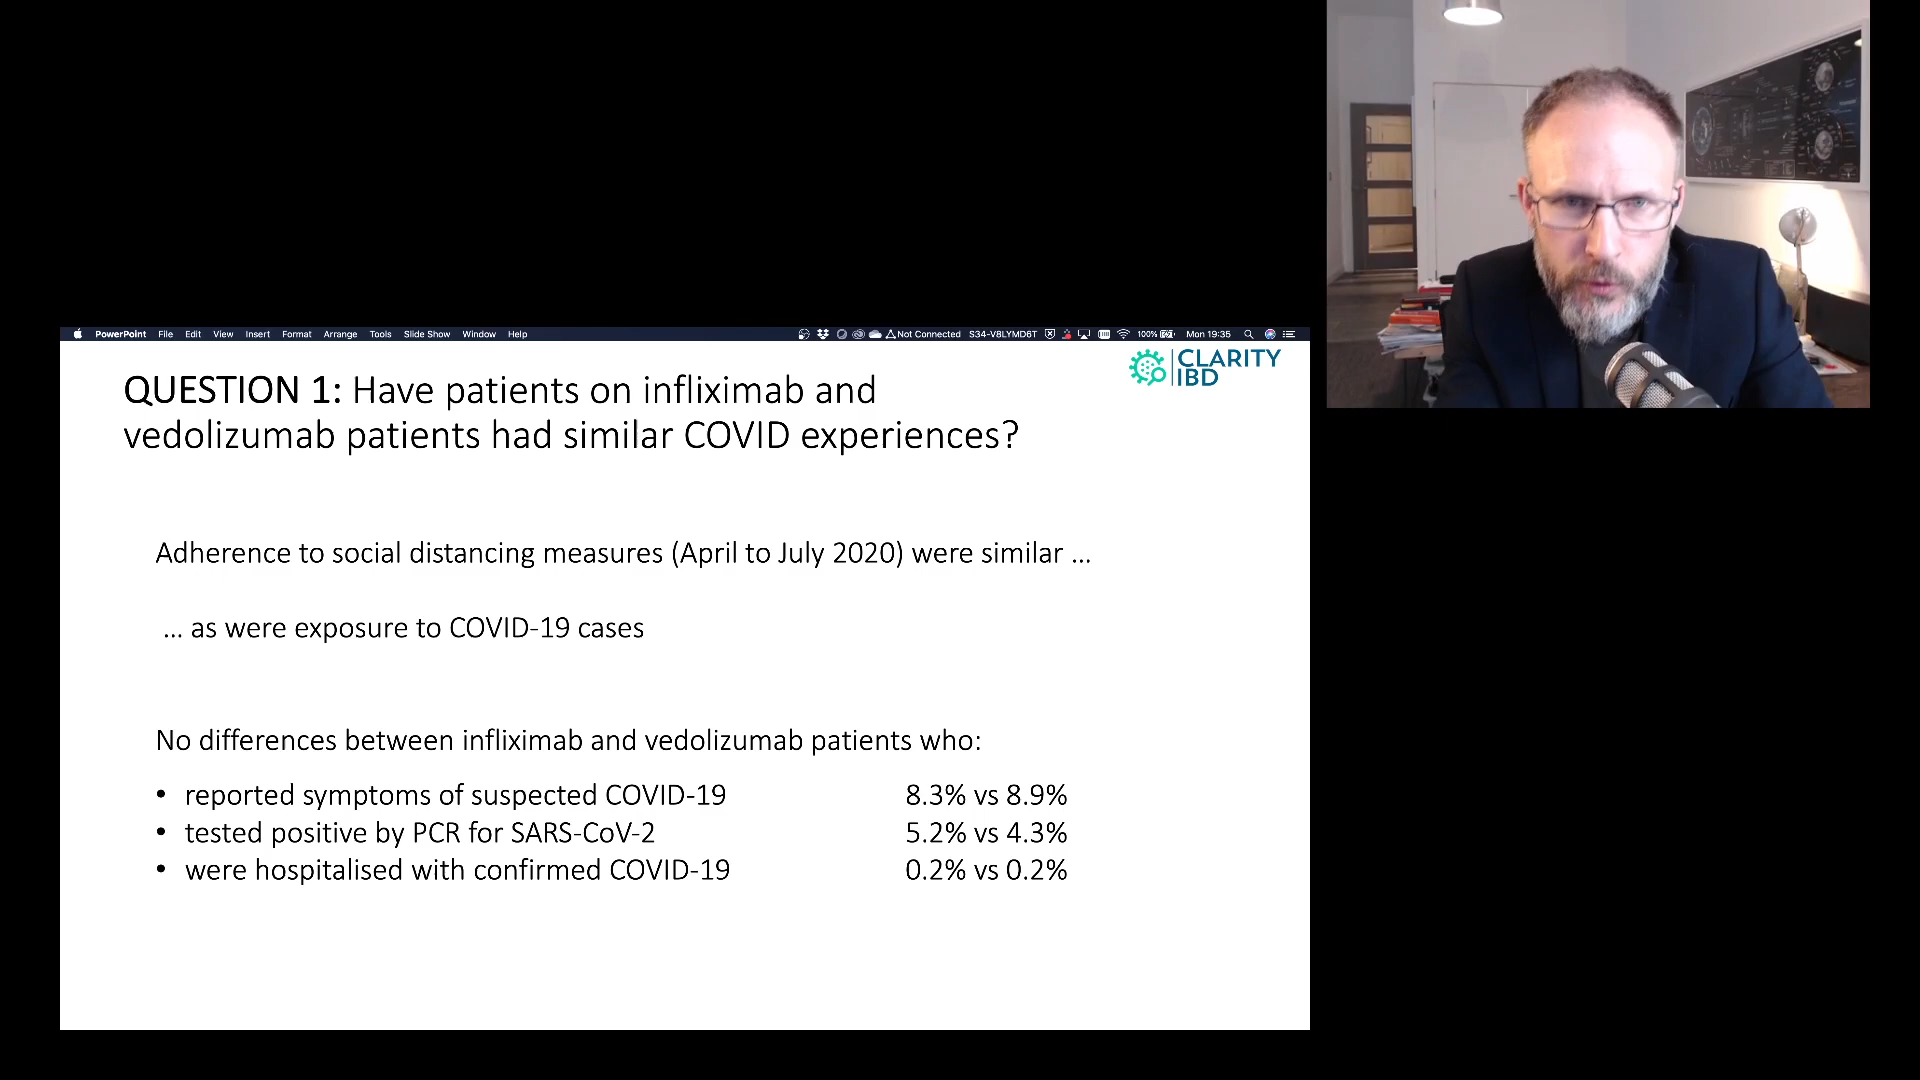 PowerPoint File Edit View Insert Format Arrange Tools Slide Show Window Help Not Connected S34-V8LYMD6T 100% Mon 19:35
CLARITY
IBD
QUESTION 1: Have patients on infliximab and
vedolizumab patients had similar COVID experiences?
Adherence to social distancing measures (April to July 2020) were similar ...
... as were exposure to COVID-19 cases
No differences between infliximab and vedolizumab patients who:
• reported symptoms of suspected COVID-19 8.3% vs 8.9%
• tested positive by PCR for SARS-CoV-2 5.2% vs 4.3%
• were hospitalised with confirmed COVID-19 0.2% vs 0.2%